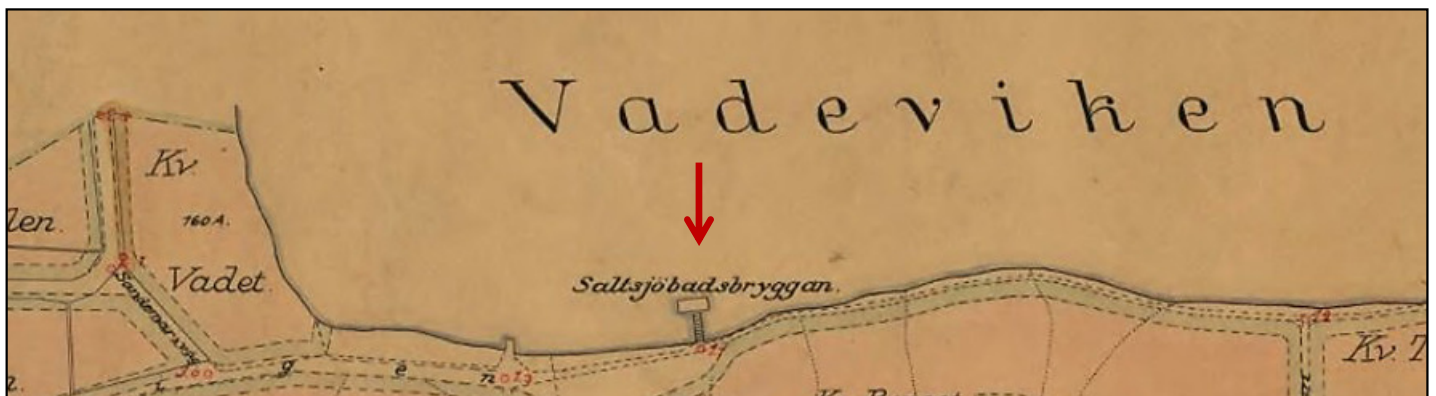 Vadeviken
Kv.
160 A.
len.
Saltsjöbadsbryggan.
Vadet.
g e n
Kv. T